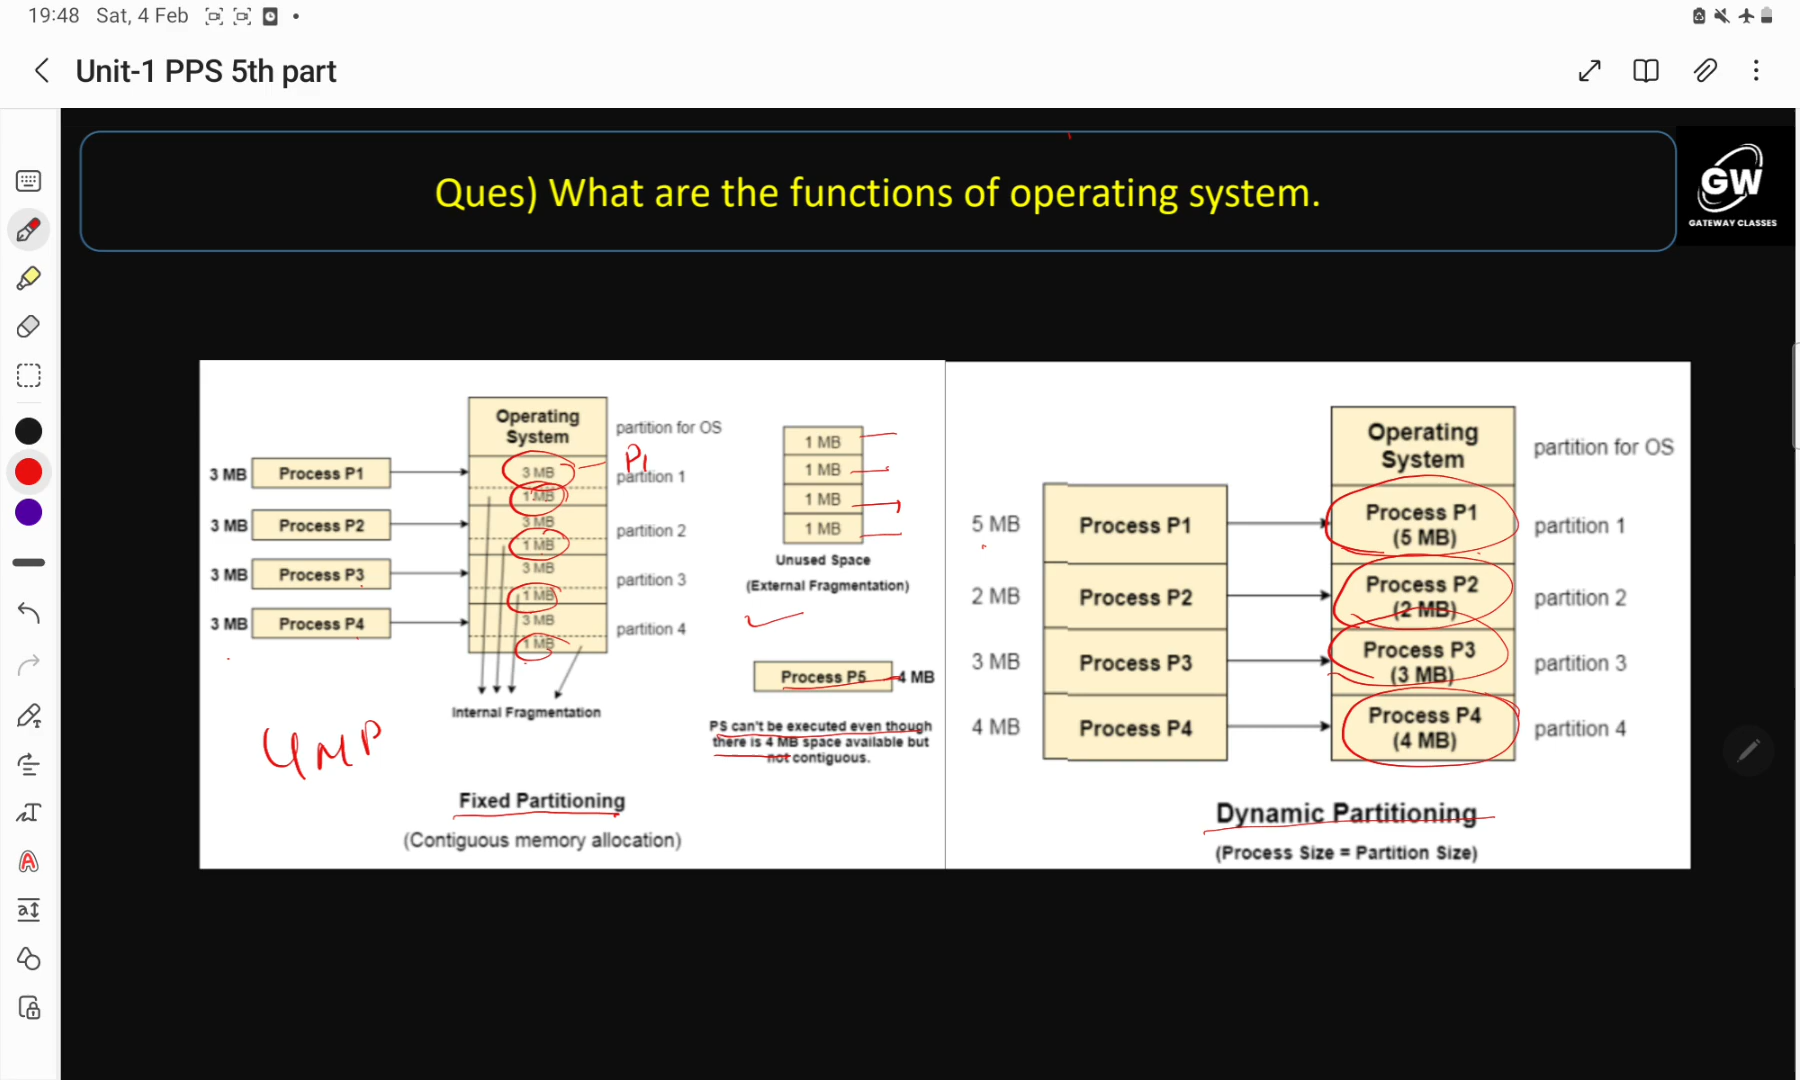 19:48 Sat, 4 Feb
Unit-1 PPS 5th part
Ques) What are the functions of operating system.
GW
GATEWAY CLASSES
Operating
System
partition for OS
3 MB Process P1
3 MB
P1
partition 1
1 MB
3 MB Process P2
3 MB
partition 2
1 MB
3 MB Process P3
3 MB
partition 3
1 MB
3 MB Process P4
3 MB
partition 4
1 MB
Internal Fragmentation
1 MB
1 MB
1 MB
1 MB
Unused Space
(External Fragmentation)
Process P5 4 MB
PS can't be executed even though
there is 4 MB space available but
not contiguous.
Fixed Partitioning
(Contiguous memory allocation)
Operating
System
partition for OS
5 MB Process P1
Process P1
(5 MB)
partition 1
2 MB Process P2
Process P2
(2 MB)
partition 2
3 MB Process P3
Process P3
(3 MB)
partition 3
4 MB Process P4
Process P4
(4 MB)
partition 4
Dynamic Partitioning
(Process Size = Partition Size)